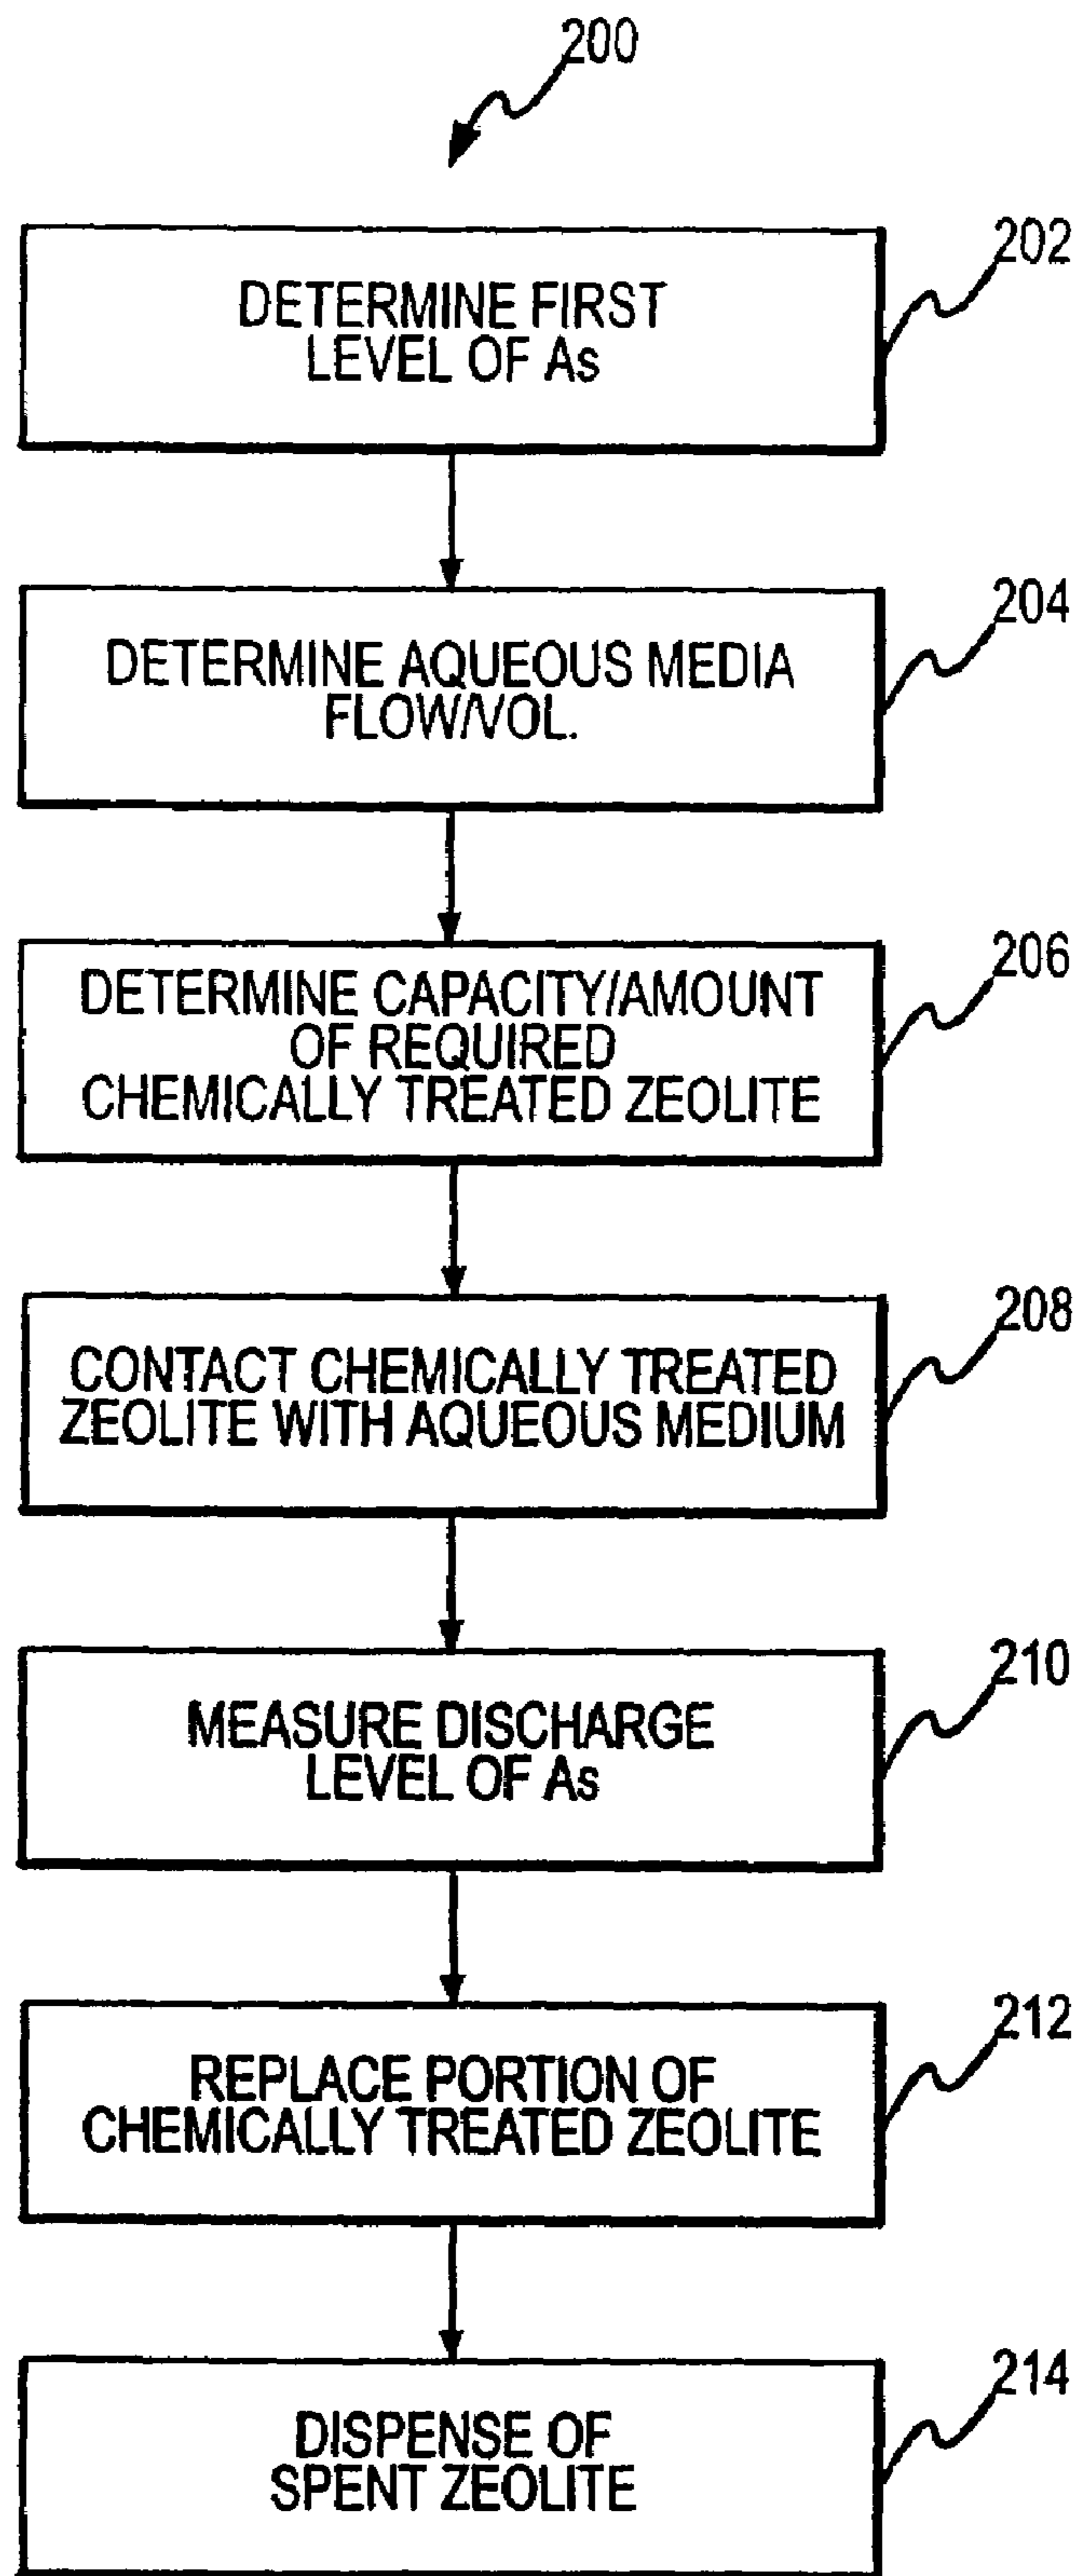 200
DETERMINE FIRST
LEVEL OF As
202
DETERMINE AQUEOUS MEDIA
FLOW/VOL.
204
DETERMINE CAPACITY/AMOUNT
OF REQUIRED
CHEMICALLY TREATED ZEOLITE
206
CONTACT CHEMICALLY TREATED
ZEOLITE WITH AQUEOUS MEDIUM
208
MEASURE DISCHARGE
LEVEL OF As
210
REPLACE PORTION OF
CHEMICALLY TREATED ZEOLITE
212
DISPENSE OF
SPENT ZEOLITE
214